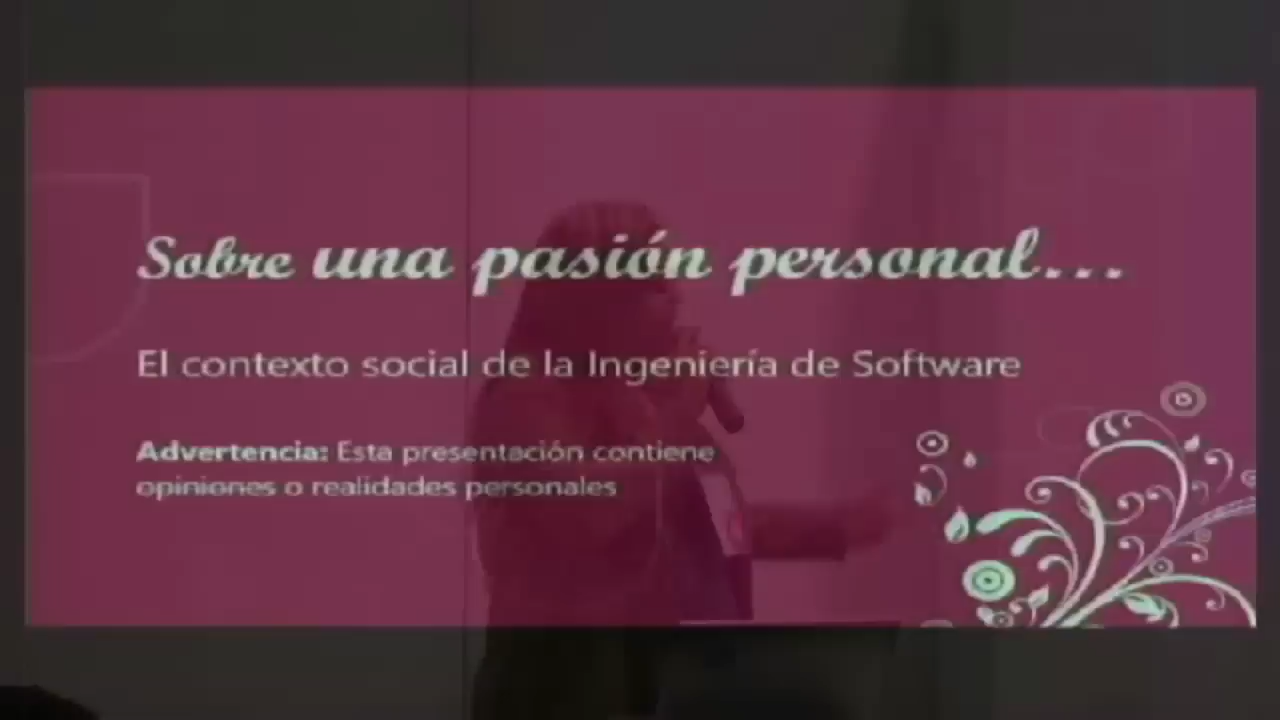 Sobre una pasión personal...
El contexto social de la Ingeniería de Software
Advertencia: Esta presentación contiene
opiniones o realidades personales